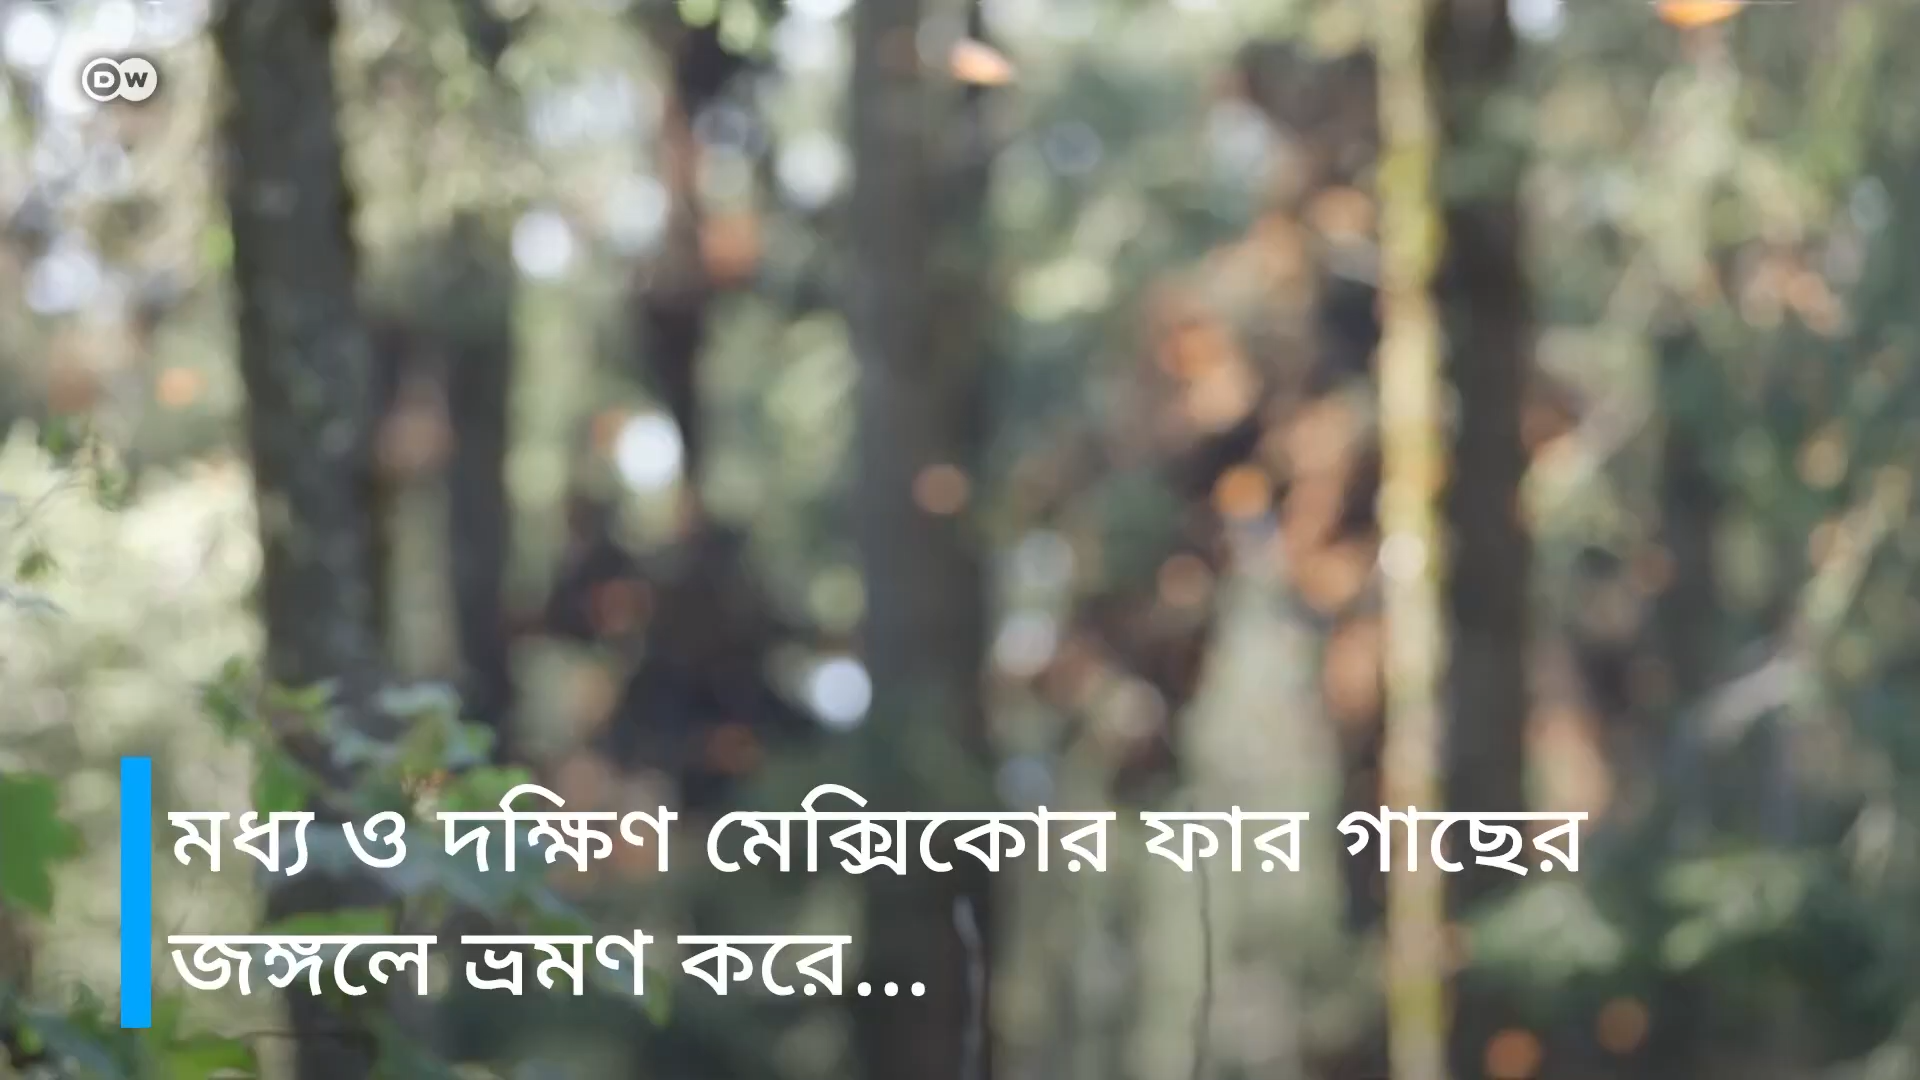 DW
মধ্য ও দক্ষিণ মেক্সিকোর ফার গাছের
জঙ্গলে ভ্রমণ করে...